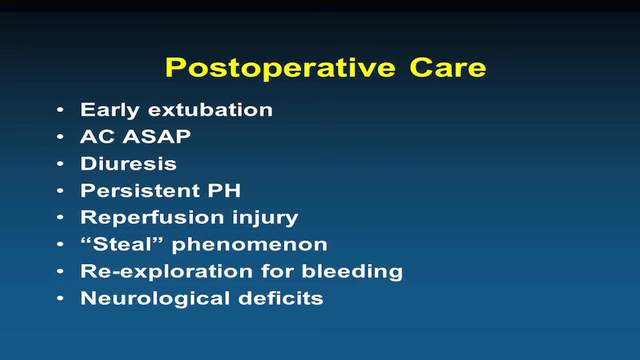 Postoperative Care
• Early extubation
• AC ASAP
• Diuresis
• Persistent PH
• Reperfusion injury
• “Steal” phenomenon
• Re-exploration for bleeding
• Neurological deficits